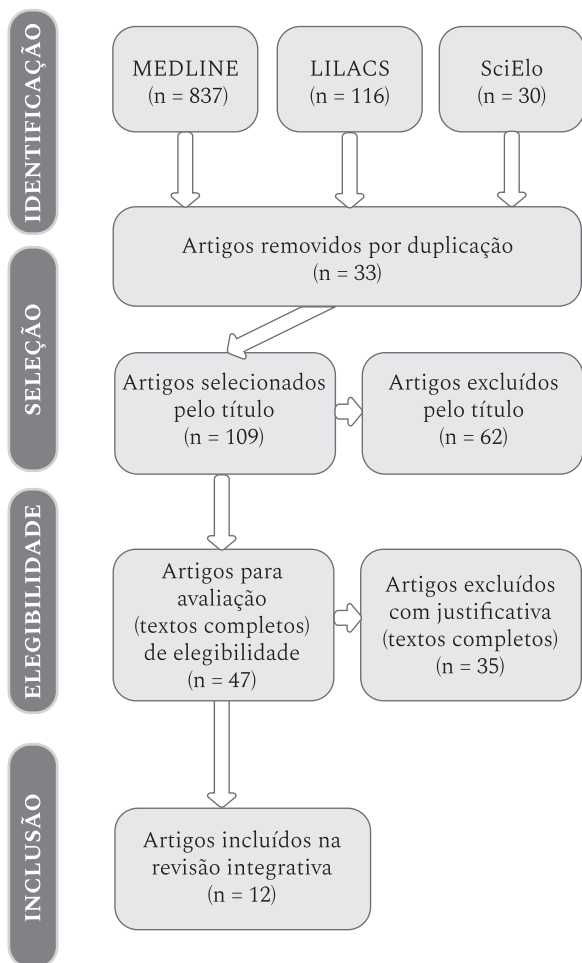 IDENTIFICAÇÃO
MEDLINE
(n = 837)
LILACS
(n = 116)
SciElo
(n = 30)
Artigos removidos por duplicação
(n = 33)
SELEÇÃO
Artigos selecionados
pelo título
(n = 109)
Artigos excluídos
pelo título
(n = 62)
ELEGIBILIDADE
Artigos para
avaliação
(textos completos)
de elegibilidade
(n = 47)
Artigos excluídos
com justificativa
(textos completos)
(n = 35)
INCLUSÃO
Artigos incluídos na
revisão integrativa
(n = 12)